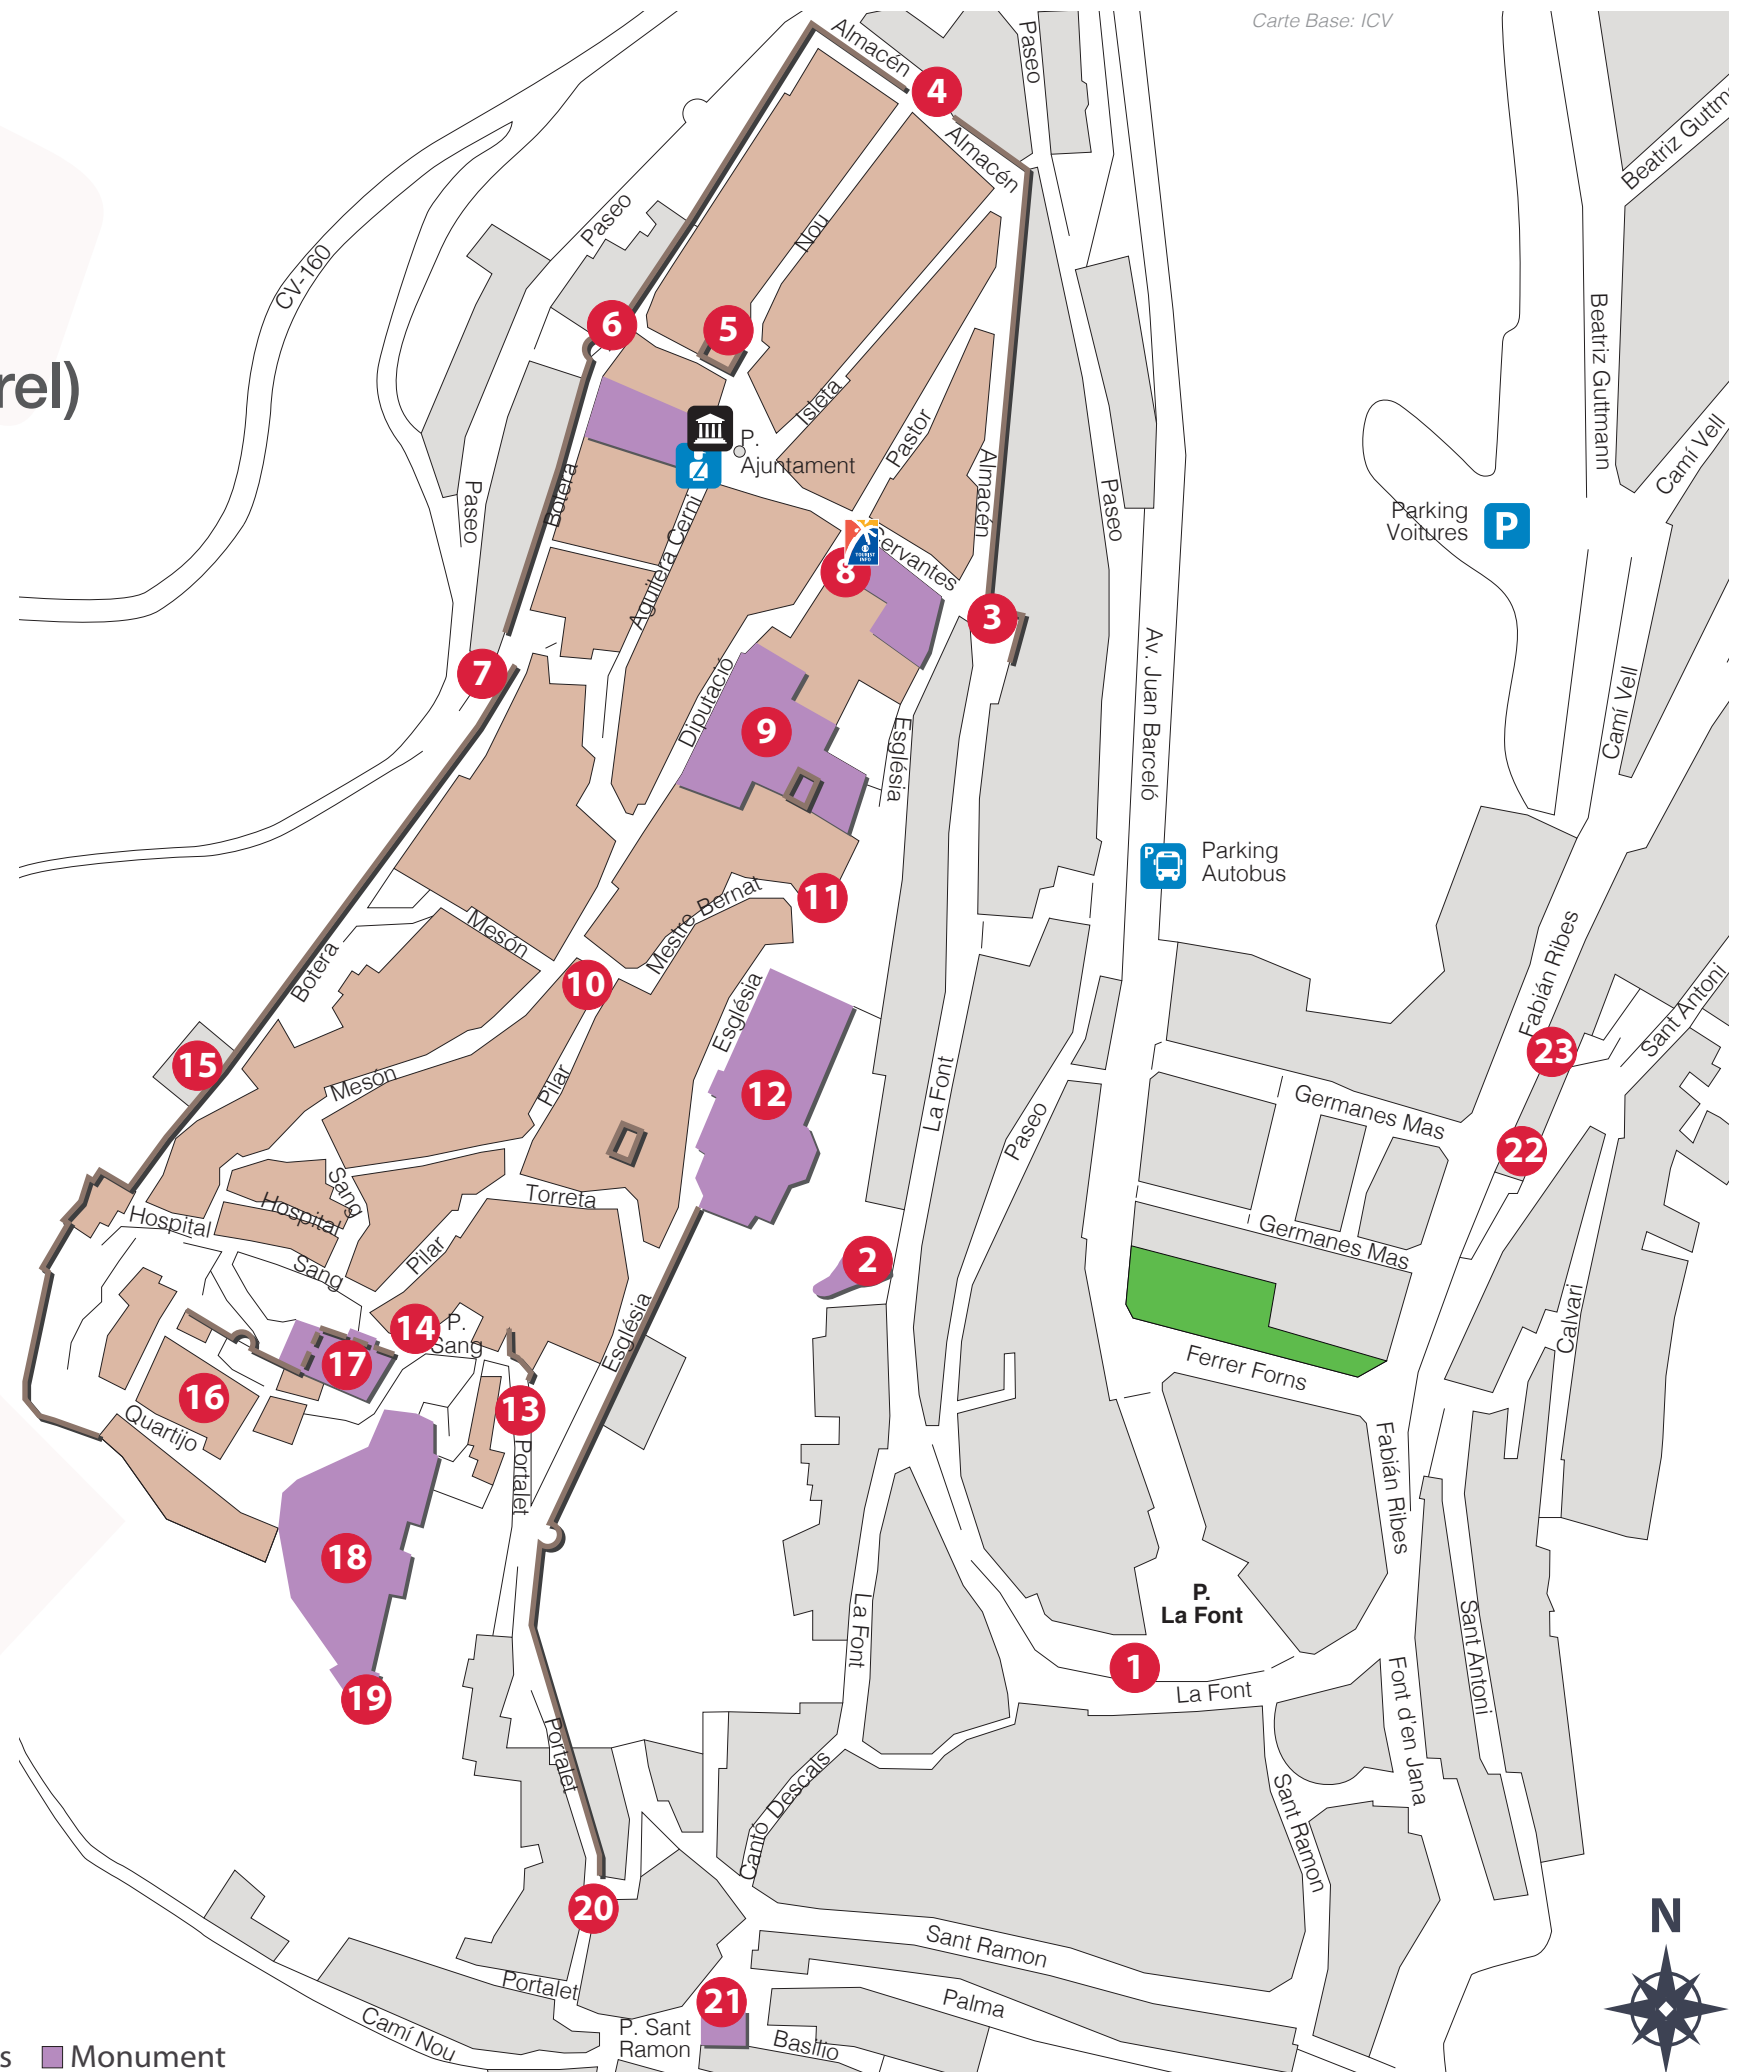 Carte Base: ICV
Almacén
Paseo
4
Almacén
Beatriz Guttm
Paseo
Nou
CV-160
6
5
Beatriz Guttmann
rel)
Isleta
Pastor
P.
Ajuntament
Camí Vell
Almacén
Paseo
Paseo
Botera
Parking
Voitures
P
Aguilera Cerni
TOURIST
INFO
Cervantes
8
3
7
Diputació
Av. Juan Barceló
Camí Vell
9
Església
P
Parking
Autobus
11
Mestre Bernat
Mesón
Botera
10
Església
Fabián Ribes
Sant Antoni
15
23
Mesón
Pilar
12
La Font
Paseo
Germanes Mas
22
Sang
Torreta
Hospital
Hospital
Germanes Mas
Pilar
Sang
2
Calvari
14
P.
Sang
Església
17
Ferrer Forns
16
13
Quartijo
Portalet
Fabián Ribes
18
P.
La Font
La Font
Sant Antoni
1
19
La Font
Font d'en Jana
Portalet
Cantó Descals
Sant Ramon
20
N
Sant Ramon
Portalet
21
Palma
Camí Nou
P. Sant
Ramon
Basilio
s
Monument